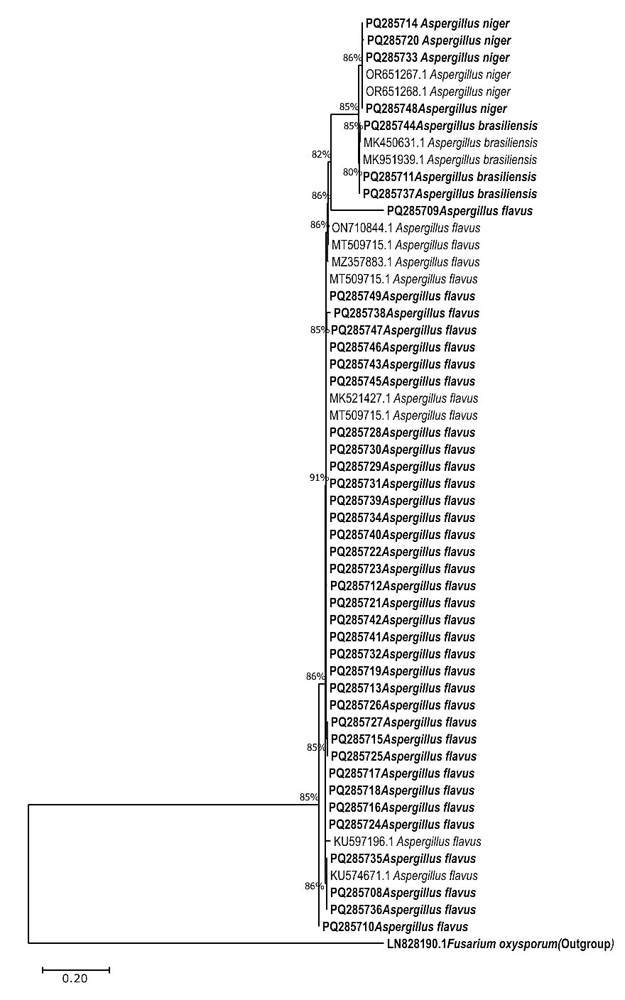 PQ285714 Aspergillus niger
PQ285720 Aspergillus niger
86% PQ285733 Aspergillus niger
OR651267.1 Aspergillus niger
OR651268.1 Aspergillus niger
85% PQ285748Aspergillus niger
85% PQ285744Aspergillus brasiliensis
MK450631.1 Aspergillus brasiliensis
82% MK951939.1 Aspergillus brasiliensis
80% PQ285711Aspergillus brasiliensis
86% PQ285737Aspergillus brasiliensis
PQ285709Aspergillus flavus
86% ON710844.1 Aspergillus flavus
MT509715.1 Aspergillus flavus
MZ357883.1 Aspergillus flavus
MT509715.1 Aspergillus flavus
PQ285749Aspergillus flavus
PQ285738Aspergillus flavus
85% PQ285747Aspergillus flavus
PQ285746Aspergillus flavus
PQ285743Aspergillus flavus
PQ285745Aspergillus flavus
MK521427.1 Aspergillus flavus
MT509715.1 Aspergillus flavus
PQ285728Aspergillus flavus
PQ285730Aspergillus flavus
PQ285729Aspergillus flavus
91% PQ285731Aspergillus flavus
PQ285739Aspergillus flavus
PQ285734Aspergillus flavus
PQ285740Aspergillus flavus
PQ285722Aspergillus flavus
PQ285723Aspergillus flavus
PQ285712Aspergillus flavus
PQ285721Aspergillus flavus
PQ285742Aspergillus flavus
PQ285741Aspergillus flavus
PQ285732Aspergillus flavus
PQ285719Aspergillus flavus
86% PQ285713Aspergillus flavus
PQ285726Aspergillus flavus
PQ285727Aspergillus flavus
PQ285715Aspergillus flavus
85% PQ285725Aspergillus flavus
PQ285717Aspergillus flavus
85% PQ285718Aspergillus flavus
PQ285716Aspergillus flavus
PQ285724Aspergillus flavus
KU597196.1 Aspergillus flavus
PQ285735Aspergillus flavus
KU574671.1 Aspergillus flavus
86% PQ285708Aspergillus flavus
PQ285736Aspergillus flavus
PQ285710Aspergillus flavus
LN828190.1Fusarium oxysporum(Outgroup)
0.20